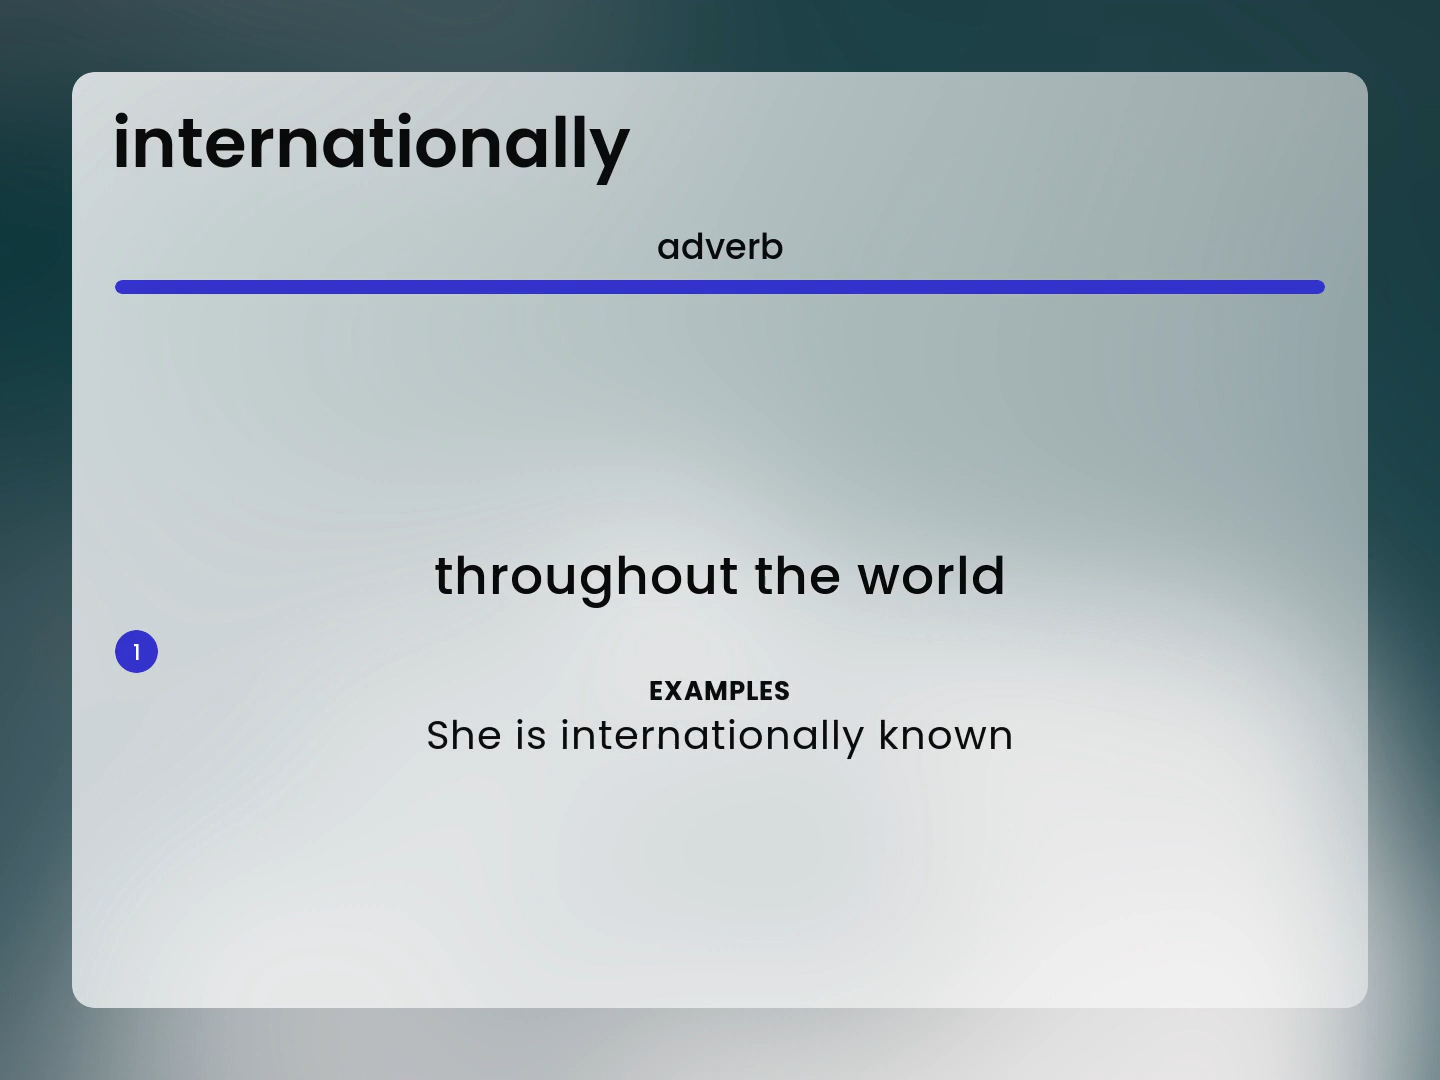 internationally
adverb
throughout the world
1
EXAMPLES
She is internationally known